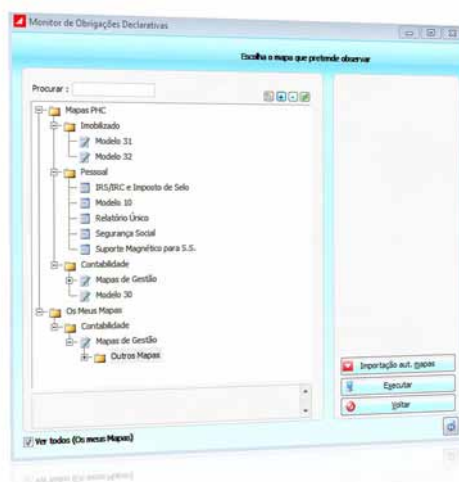 Monitor de Obrigações Declarativas
Escolha o mapa que pretende observar
Procurar :
Mapas PHC
Imobilizado
Modelo 31
Modelo 32
Pessoal
IRS/IRC e Imposto de Selo
Modelo 10
Relatório Único
Segurança Social
Suporte Magnético para S.S.
Contabilidade
Mapas de Gestão
Modelo 30
Os Meus Mapas
Contabilidade
Mapas de Gestão
Outros Mapas
Importação aut. mapas
Executar
Voltar
Ver todos (Os meus Mapas)